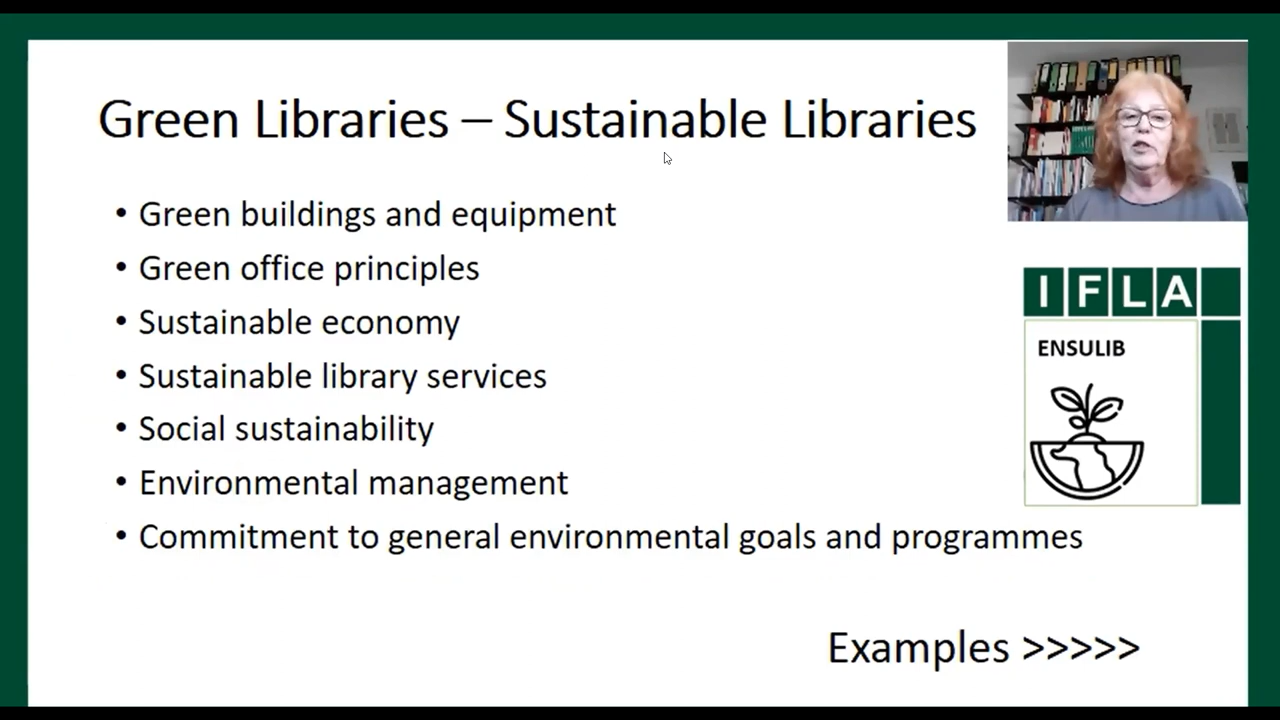 Green Libraries – Sustainable Libraries
• Green buildings and equipment
• Green office principles
• Sustainable economy
• Sustainable library services
• Social sustainability
• Environmental management
• Commitment to general environmental goals and programmes
IFLA
ENSULIB
Examples >>>>>